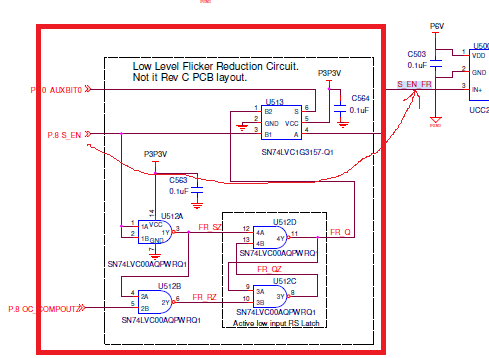 P6V
Low Level Flicker Reduction Circuit.
Not it Rev C PCB layout.
C503
0.1uF
U500
1 VDD
2 GND
3 IN+
UCC2
AUXBIT0
P3P3V
S_EN_FR
U513
C564
0.1uF
1 B2 S 6
2 GND VCC 5
3 B1 A 4
P.8 S_EN
SN74LVC1G3157-Q1
P3P3V
C563
0.1uF
14
VCC
U512A
1 1A
2 1B
1Y 3
GND
7
SN74LVC00AQPWRQ1
FR_SZ
U512D
12 4A
13 4B
4Y 11
FR_Q
SN74LVC00AQPWRQ1
FR_QZ
U512B
4 2A
5 2B
2Y 6
FR_RZ
U512C
9 3A
10 3B
3Y 8
P.8 OC_COMPOUTZ
SN74LVC00AQPWRQ1
SN74LVC00AQPWRQ1
Active low input RS Latch